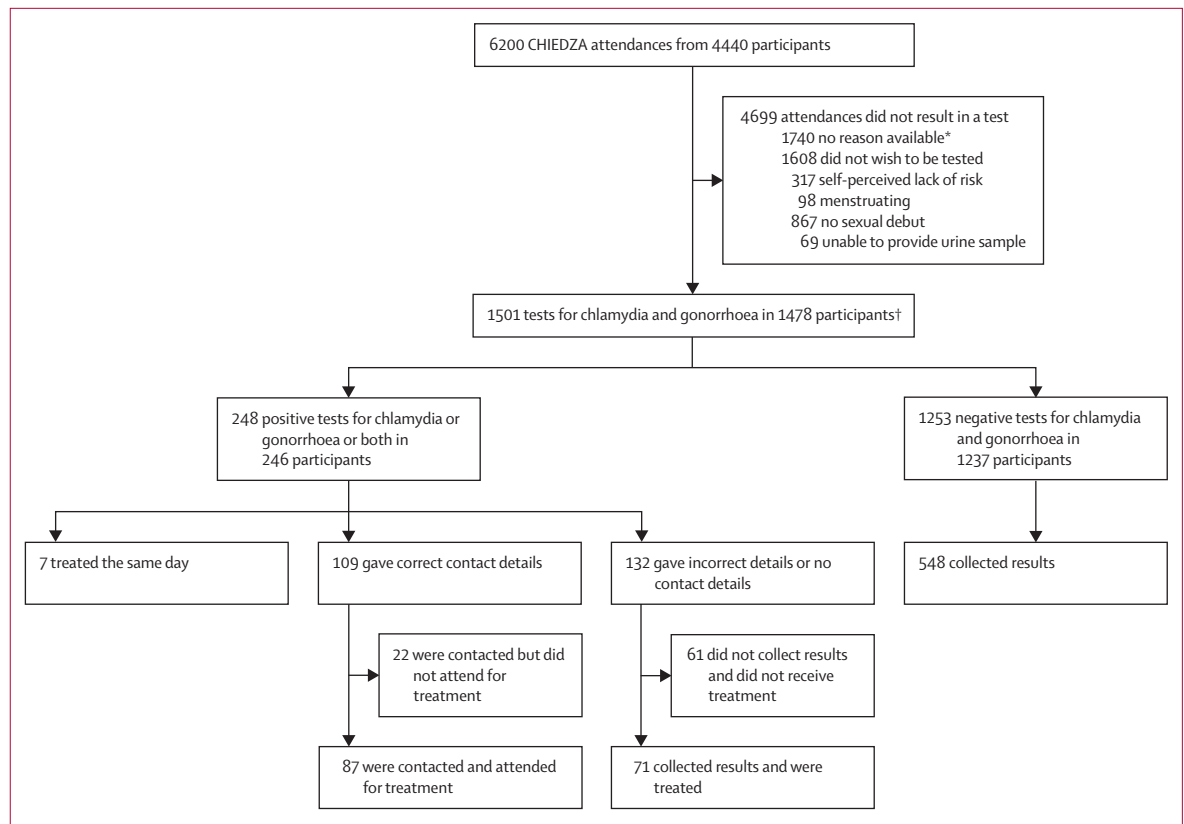 6200 CHIEDZA attendances from 4440 participants
4699 attendances did not result in a test
1740 no reason available*
1608 did not wish to be tested
317 self-perceived lack of risk
98 menstruating
867 no sexual debut
69 unable to provide urine sample
1501 tests for chlamydia and gonorrhoea in 1478 participants†
248 positive tests for chlamydia or
gonorrhoea or both in
246 participants
1253 negative tests for chlamydia
and gonorrhoea in
1237 participants
7 treated the same day
109 gave correct contact details
132 gave incorrect details or no
contact details
548 collected results
22 were contacted but did
not attend for
treatment
61 did not collect results
and did not receive
treatment
87 were contacted and attended
for treatment
71 collected results and were
treated